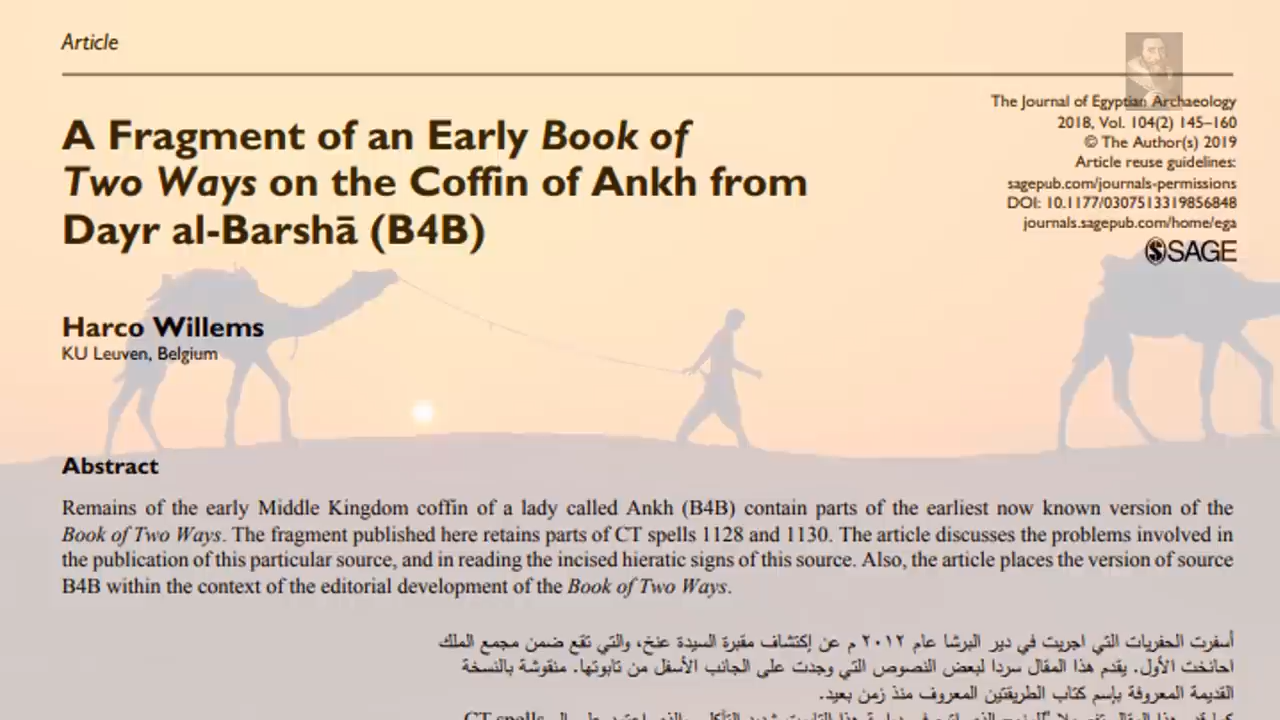 Article
The Journal of Egyptian Archaeology
2018, Vol. 104(2) 145–160
© The Author(s) 2019
Article reuse guidelines:
sagepub.com/journals-permissions
DOI: 10.1177/0307513319856848
journals.sagepub.com/home/ega
SAGE
A Fragment of an Early Book of
Two Ways on the Coffin of Ankh from
Dayr al-Barshā (B4B)
Harco Willems
KU Leuven, Belgium
Abstract
Remains of the early Middle Kingdom coffin of a lady called Ankh (B4B) contain parts of the earliest now known version of the
Book of Two Ways. The fragment published here retains parts of CT spells 1128 and 1130. The article discusses the problems involved in
the publication of this particular source, and in reading the incised hieratic signs of this source. Also, the article places the version of source
B4B within the context of the editorial development of the Book of Two Ways.
أسفرت الحفريات التي اجريت في دير البرشا عام ٢٠١٢ م عن إكتشاف مقبرة السيدة عنخ، والتي تقع ضمن مجمع الملك
احانخت الأول. يقدم هذا المقال سردا لبعض النصوص التي وجدت على الجانب الأسفل من تابوتها. منقوشة بالنسخة
القديمة المعروفة بإسم كتاب الطريقتين المعروف منذ زمن بعيد.
CT spells